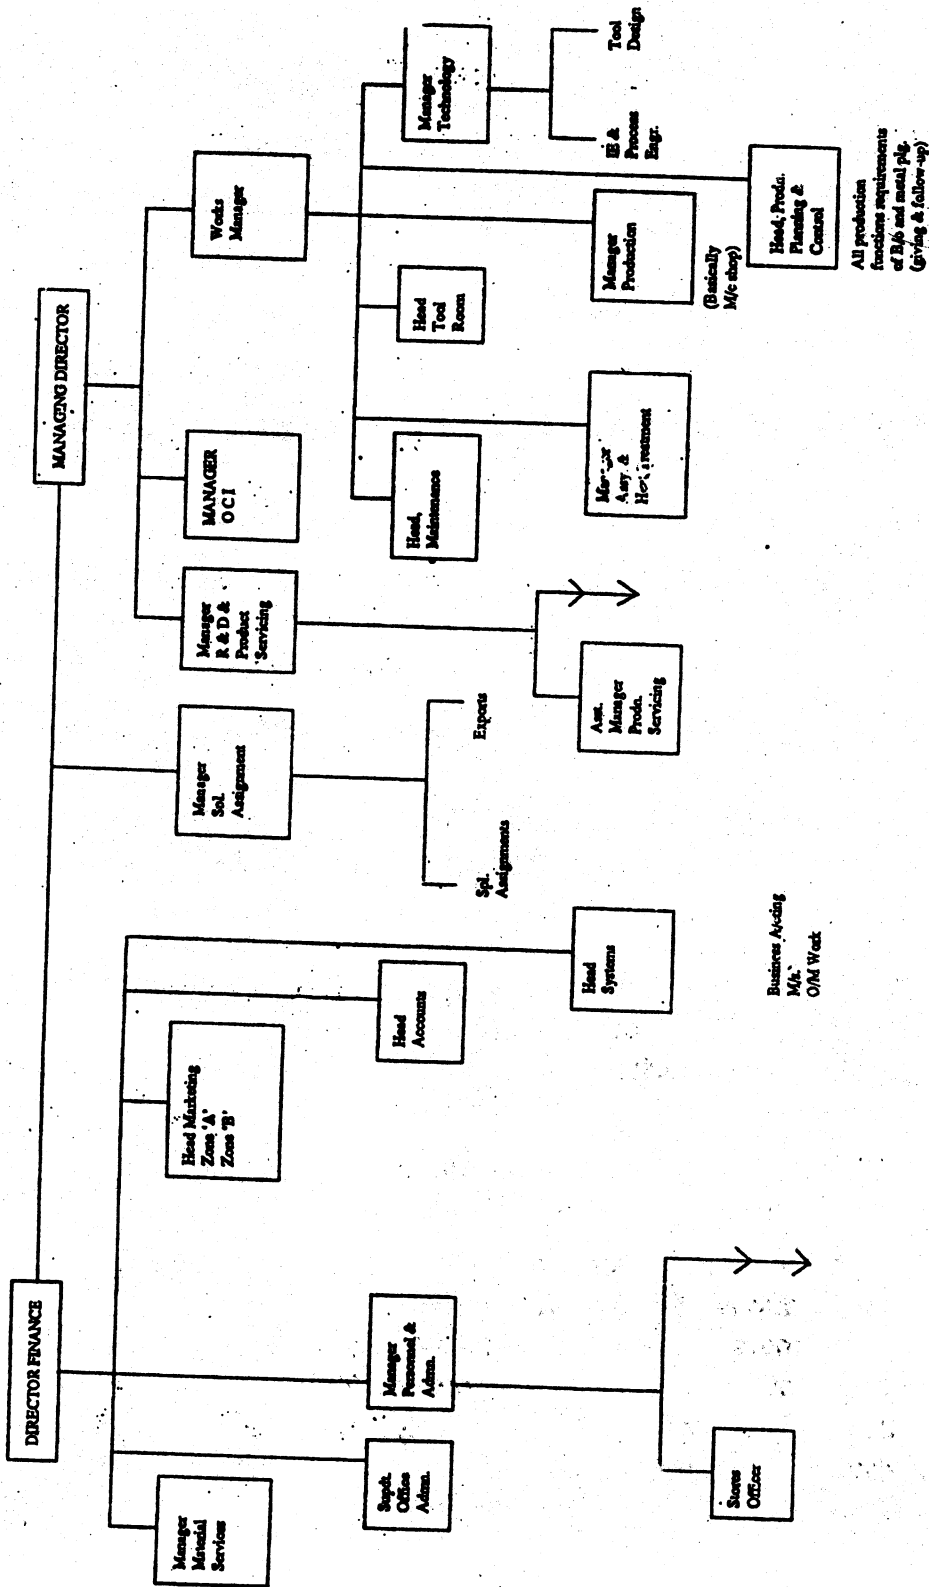 DIRECTOR FINANCE
MANAGING DIRECTOR
Manager
Material
Services
Head Marketing
Zone 'A'
Zone 'B'
Manager
Sol.
Assignment
Manager
R & D &
Product
Servicing
MANAGER
O C I
Works
Manager
Supdt.
Office
Admn.
Manager
Personnel &
Admn.
Head
Accounts
Spl.
Assignments
Exports
Head,
Maintenance
Head
Tool
Room
Manager
Technology
Stores
Officer
Head
Systems
Asst.
Manager
Prodn.
Servicing
Assy. &
Manager
Production
(Basically
M/c shop)
IE &
Process
Engr.
Tool
Design
Head, Prodn.
Planning &
Control
Business
O/M Work
All production
functions requirements
of B/o and metal plg.
(giving & follow-up)